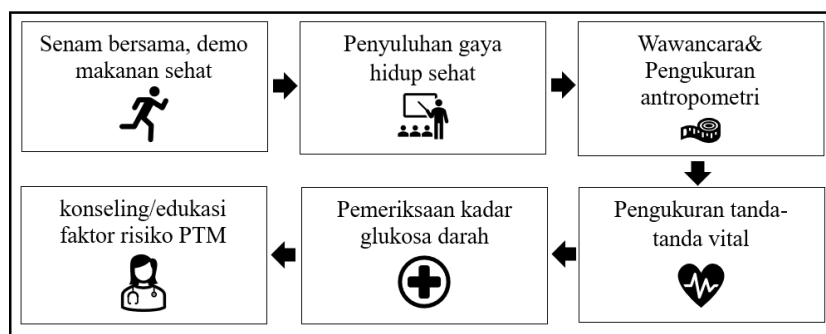 Senam bersama, demo
makanan sehat
Penyuluhan gaya
hidup sehat
Wawancara&
Pengukuran
antropometri
Pengukuran tanda-
tanda vital
Pemeriksaan kadar
glukosa darah
konseling/edukasi
faktor risiko PTM